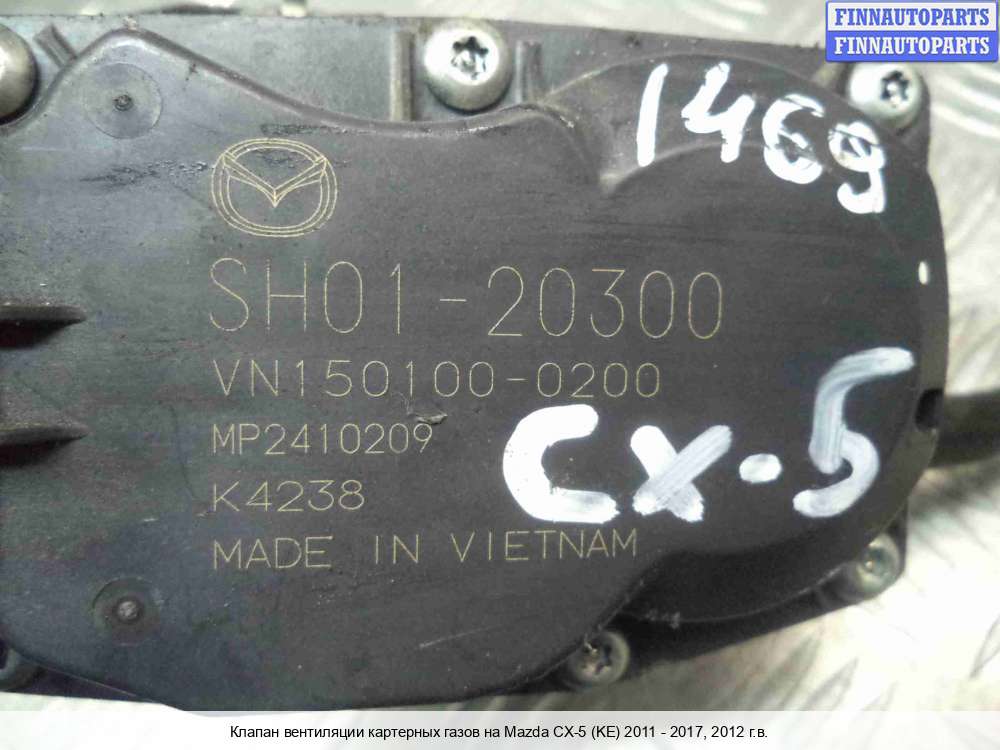 FINNAUTOPARTS
FINNAUTOPARTS
1469
SH01-20300
VN150100-0200
MP2410209
CX-5
K4238
MADE IN VIETNAM
Клапан вентиляции картерных газов на Mazda CX-5 (KE) 2011 - 2017, 2012 г.в.